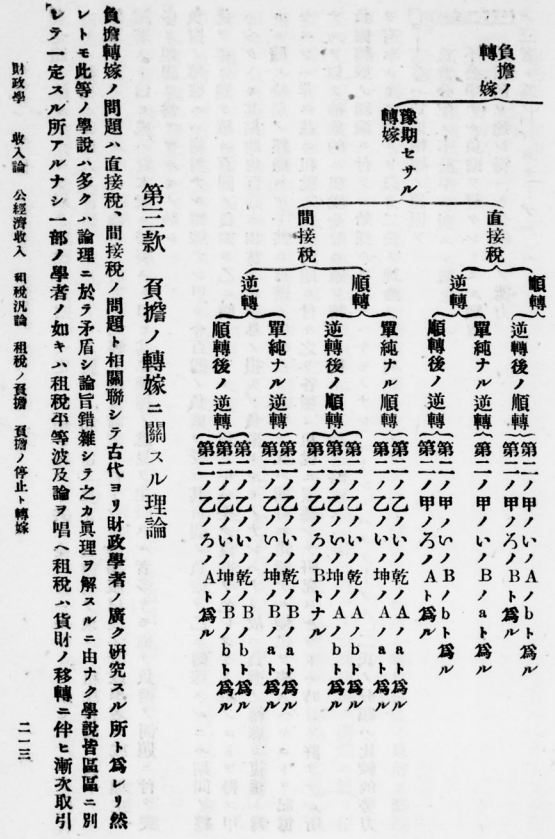 負擔轉嫁
豫期セサル轉嫁
直接稅
順轉
逆轉後ノ順轉
第二ノ甲ノいノAノbト爲ル
第二ノ甲ノろノBト爲ル
逆轉
單純ナル逆轉
第二ノ甲ノいノBノaト爲ル
順轉後ノ逆轉
第二ノ甲ノいノBノbト爲ル
第二ノ甲ノろノAト爲ル
間接稅
順轉
單純ナル順轉
第二ノ乙ノいノ乾ノAノaト爲ル
第二ノ乙ノいノ坤ノAノaト爲ル
逆轉後ノ順轉
第二ノ乙ノいノ乾ノAノbト爲ル
第二ノ乙ノいノ坤ノAノbト爲ル
第二ノ乙ノろノBトナル
逆轉
單純ナル逆轉
第二ノ乙ノいノ乾ノBノaト爲ル
第二ノ乙ノいノ坤ノBノaト爲ル
順轉後ノ逆轉
第二ノ乙ノいノ乾ノBノbト爲ル
第二ノ乙ノいノ坤ノBノbト爲ル
第二ノ乙ノろノAト爲ル
第三款 負擔ノ轉嫁ニ關スル理論
負擔轉嫁ノ問題ハ直接稅、間接稅ノ問題ト相關聯シテ古代ヨリ財政學者ノ廣ク硏究スル所ト爲レリ然
レトモ此等ノ學說ハ多クハ論理ニ於テ矛盾シ論旨錯雜シテ之カ眞理ヲ解スルニ由ナク學說皆區區ニ別
レテ一定スル所アルナシ一部ノ學者ノ如キハ租稅平等波及論ヲ唱ヘ租稅ハ貨財ノ移轉ニ伴ヒ漸次取引
財政學 收入論 公經濟收入 租稅汎論 租稅ノ負擔 負擔ノ停止ト轉嫁 二一三